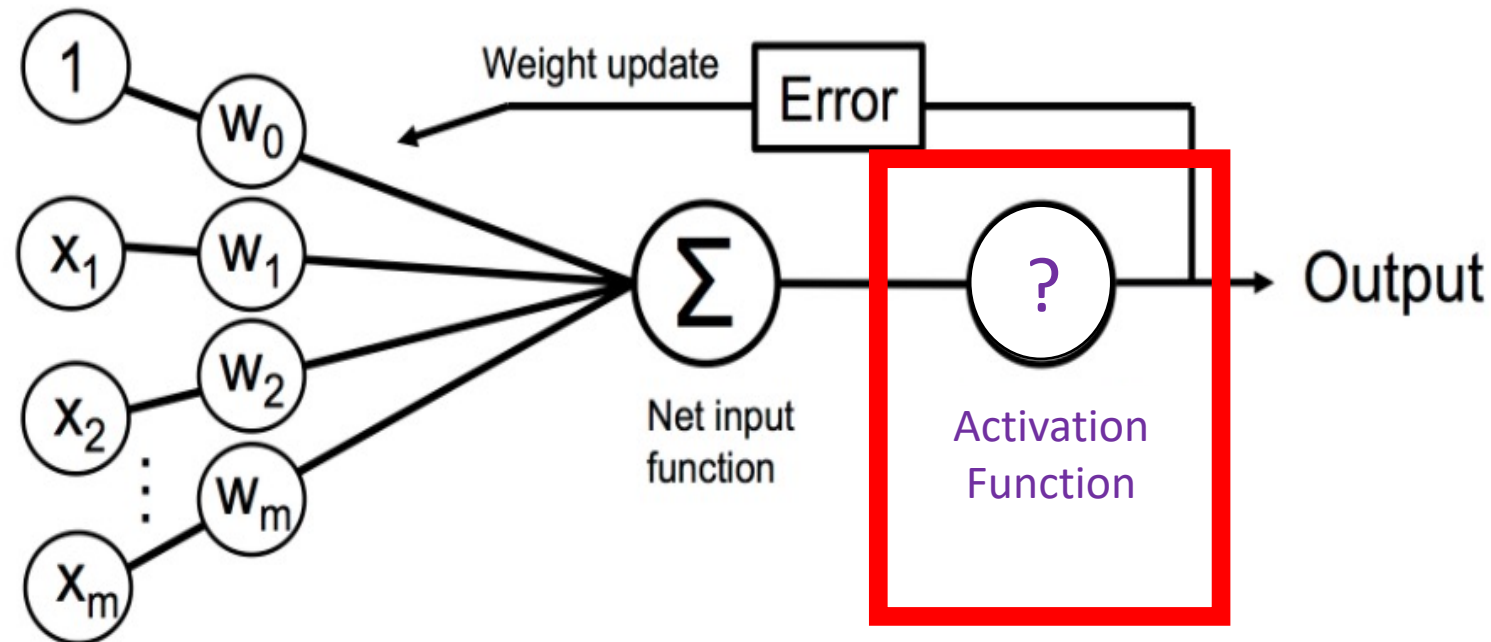 1
Weight update
Error
w0
x1
w1
Σ
?
Output
x2
w2
Net input
function
Activation
Function
⋮
wm
xm